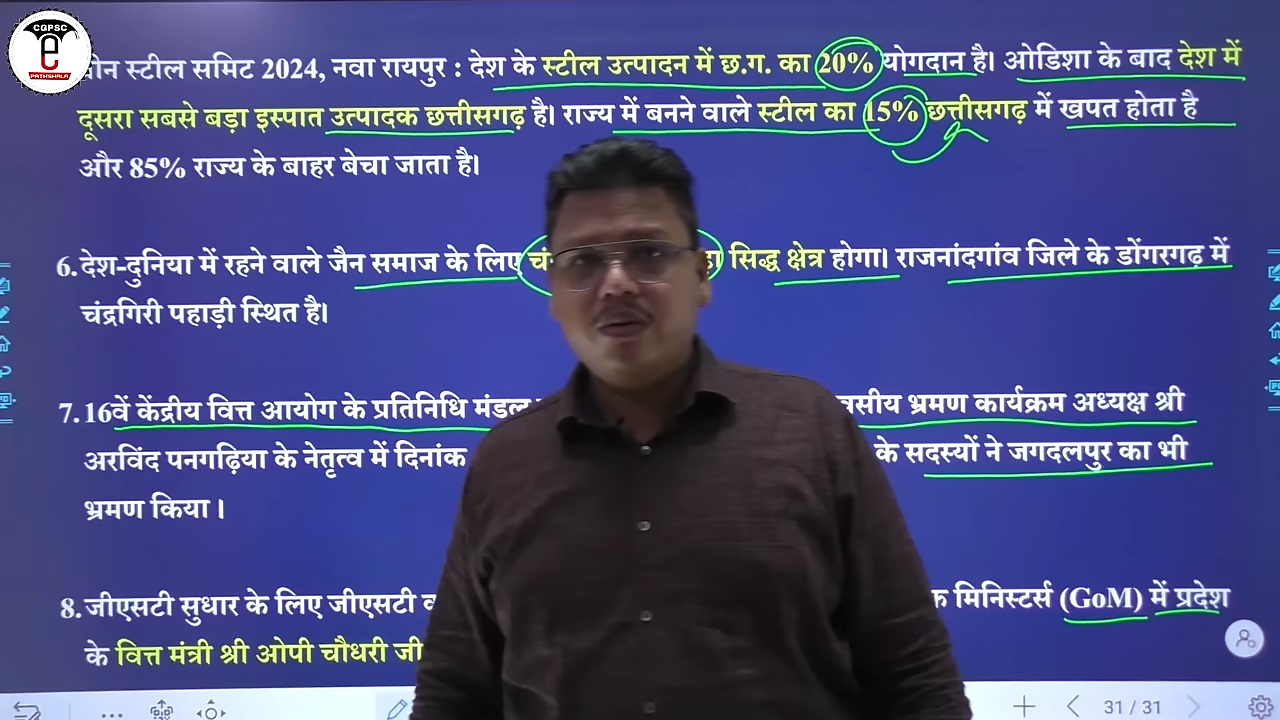 CGPSC
e
PATHSHALA
स्टील समिट 2024, नवा रायपुर : देश के स्टील उत्पादन में छ.ग. का 20% योगदान है। ओडिशा के बाद देश में
दूसरा सबसे बड़ा इस्पात उत्पादक छत्तीसगढ़ है। राज्य में बनने वाले स्टील का 15% छत्तीसगढ़ में खपत होता है
और 85% राज्य के बाहर बेचा जाता है।
6. देश-दुनिया में रहने वाले जैन समाज के लिए सिद्ध क्षेत्र होगा। राजनांदगांव जिले के डोंगरगढ़ में
चंद्रगिरी पहाड़ी स्थित है।
7. 16वें केंद्रीय वित्त आयोग के प्रतिनिधि मंडल भ्रमण कार्यक्रम अध्यक्ष श्री
अरविंद पनगढ़िया के नेतृत्व में दिनांक के सदस्यों ने जगदलपुर का भी
भ्रमण किया ।
8. जीएसटी सुधार के लिए जीएसटी मिनिस्टर्स (GoM) में प्रदेश
के वित्त मंत्री श्री ओपी चौधरी जी
31 / 31